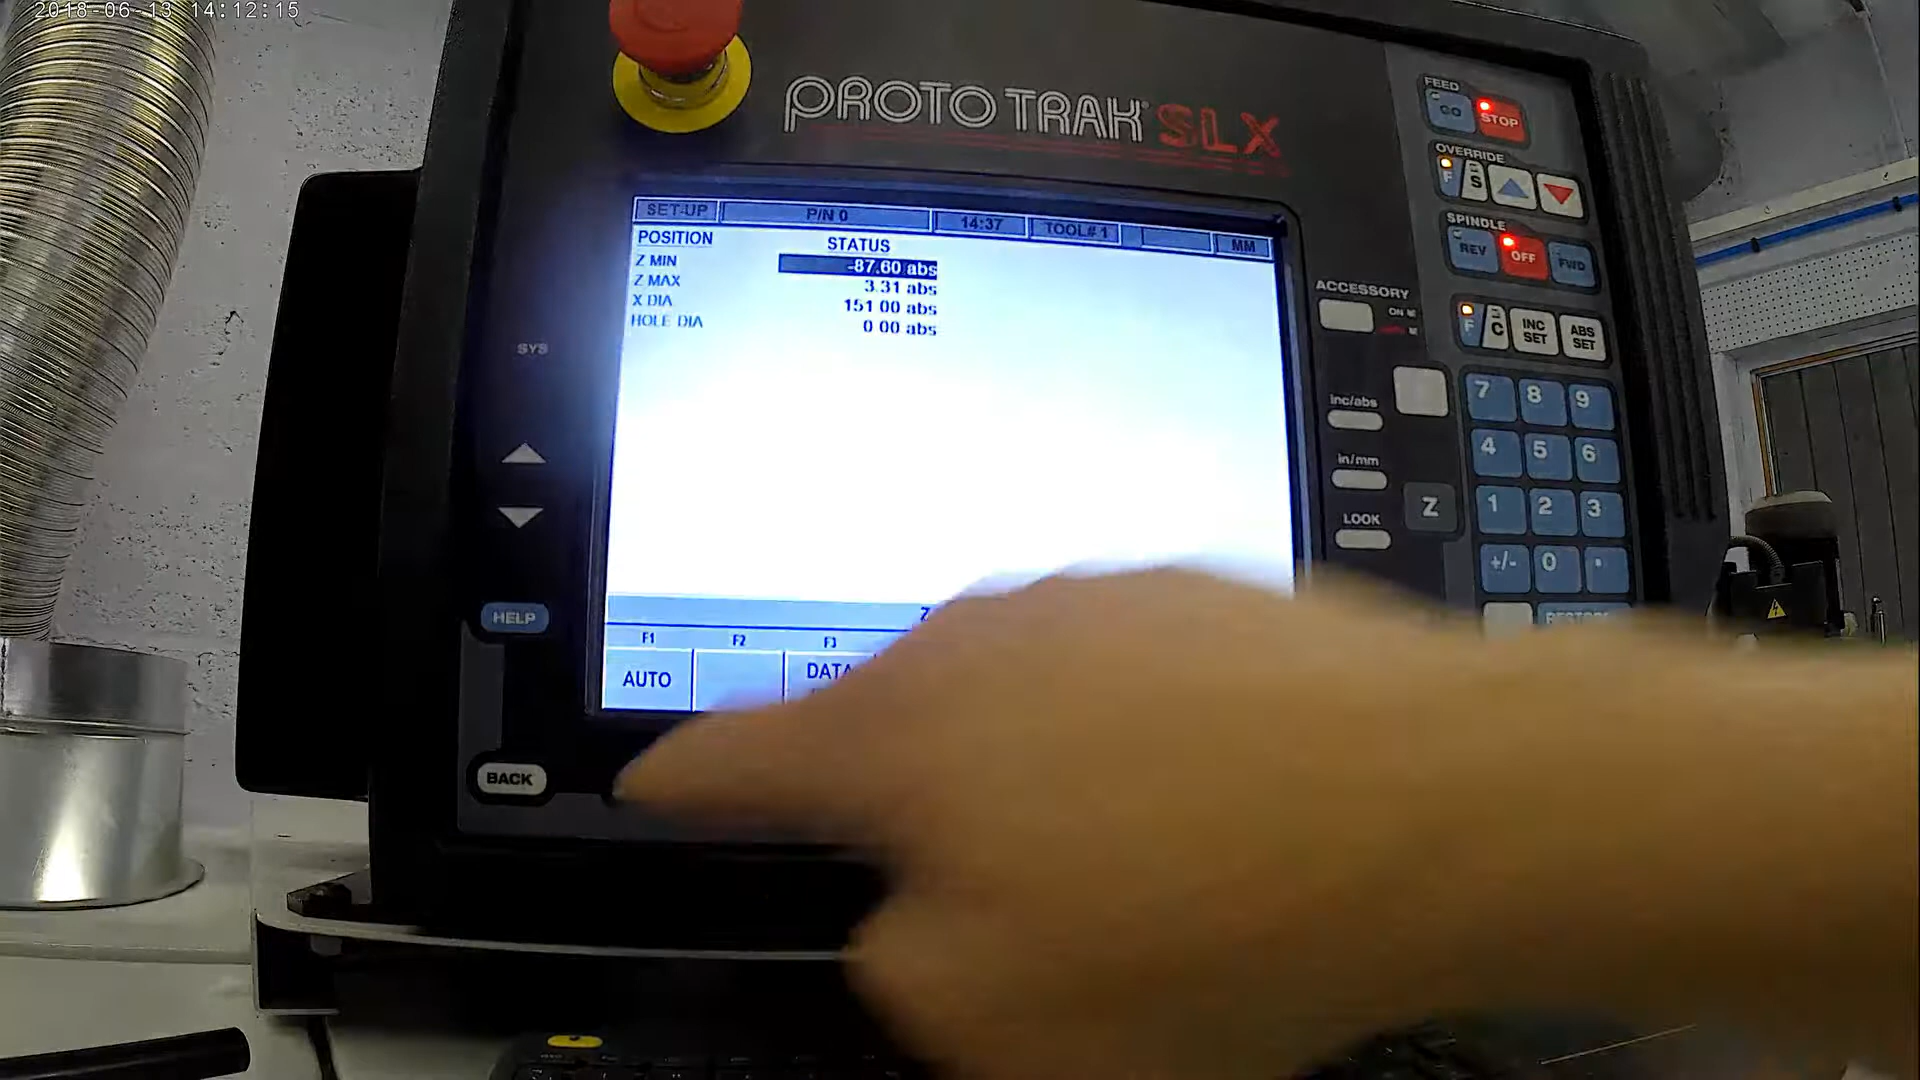 2018-06-13 14:12:15
PROTO TRAK SLX
SET-UP P/N 0 14:37 TOOL# 1 MM
POSITION STATUS
Z MIN -87.60 abs
Z MAX 3.31 abs
X DIA 151 00 abs
HOLE DIA 0 00 abs
Z
F1 F2 F3
AUTO DATA
SYS
HELP
BACK
FEED
GO STOP
OVERRIDE
F S
SPINDLE
REV OFF FWD
F C INC SET ABS SET
ACCESSORY
ON
inc/abs
in/mm
LOOK
Z
7 8 9
4 5 6
1 2 3
+/- 0 .